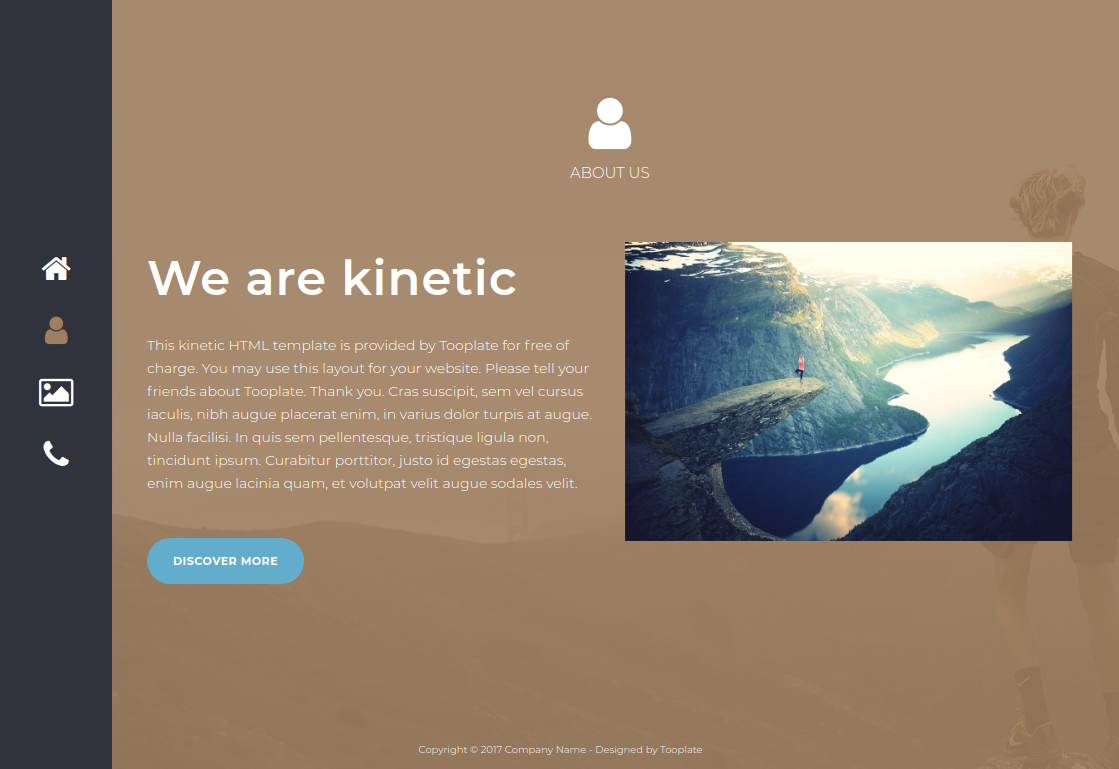 ABOUT US
We are kinetic
This kinetic HTML template is provided by Tooplate for free of
charge. You may use this layout for your website. Please tell your
friends about Tooplate. Thank you. Cras suscipit, sem vel cursus
iaculis, nibh augue placerat enim, in varius dolor turpis at augue.
Nulla facilisi. In quis sem pellentesque, tristique ligula non,
tincidunt ipsum. Curabitur porttitor, justo id egestas egestas,
enim augue lacinia quam, et volutpat velit augue sodales velit.
DISCOVER MORE
Copyright © 2017 Company Name - Designed by Tooplate